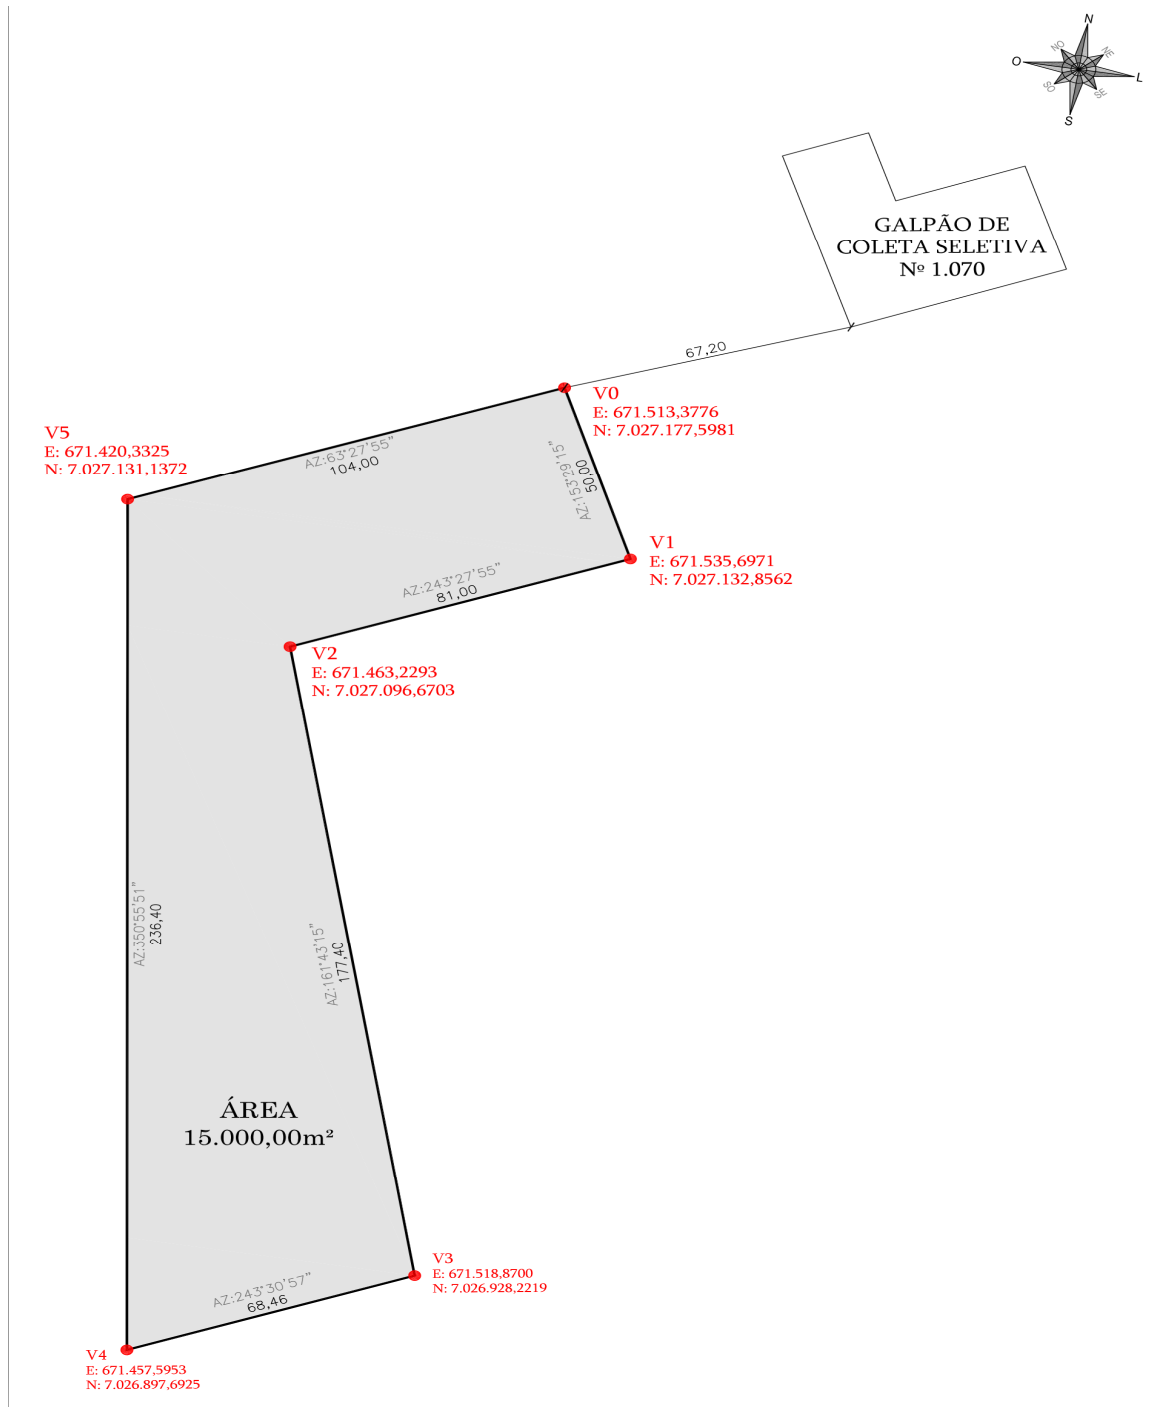 N
NO
NE
O
L
SO
SE
S
GALPÃO DE
COLETA SELETIVA
Nº 1.070
67,20
V0
E: 671.513,3776
N: 7.027.177,5981
V5
E: 671.420,3325
N: 7.027.131,1372
AZ:63°27'55"
104,00
AZ:153°29'15"
50,00
V1
E: 671.535,6971
N: 7.027.132,8562
AZ:243°27'55"
81,00
V2
E: 671.463,2293
N: 7.027.096,6703
AZ:350°55'51"
236,40
AZ:161°43'15"
177,40
ÁREA
15.000,00m²
V3
E: 671.518,8700
N: 7.026.928,2219
AZ:243°30'57"
68,46
V4
E: 671.457,5953
N: 7.026.897,6925